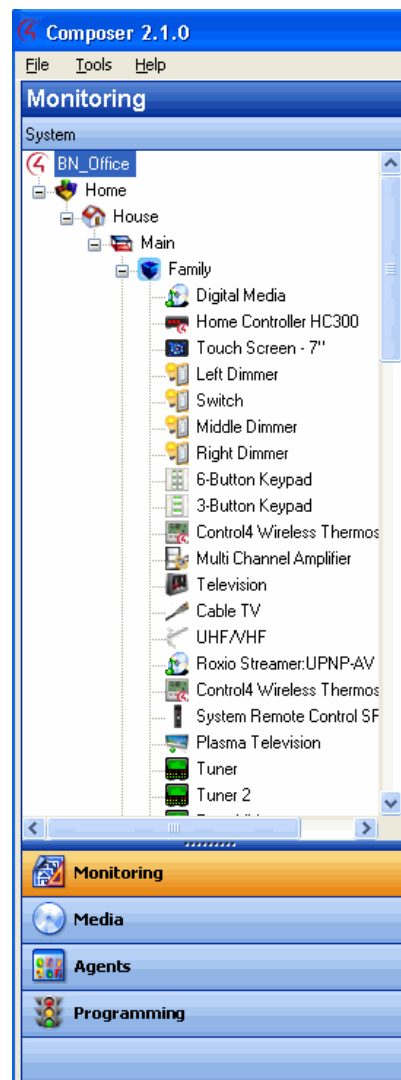 Composer 2.1.0
File Tools Help
Monitoring
System
BN_Office
Home
House
Main
Family
Digital Media
Home Controller HC300
Touch Screen - 7''
Left Dimmer
Switch
Middle Dimmer
Right Dimmer
6-Button Keypad
3-Button Keypad
Control4 Wireless Thermos
Multi Channel Amplifier
Television
Cable TV
UHF/VHF
Roxio Streamer:UPNP-AV
Control4 Wireless Thermos
System Remote Control SF
Plasma Television
Tuner
Tuner 2
Monitoring
Media
Agents
Programming